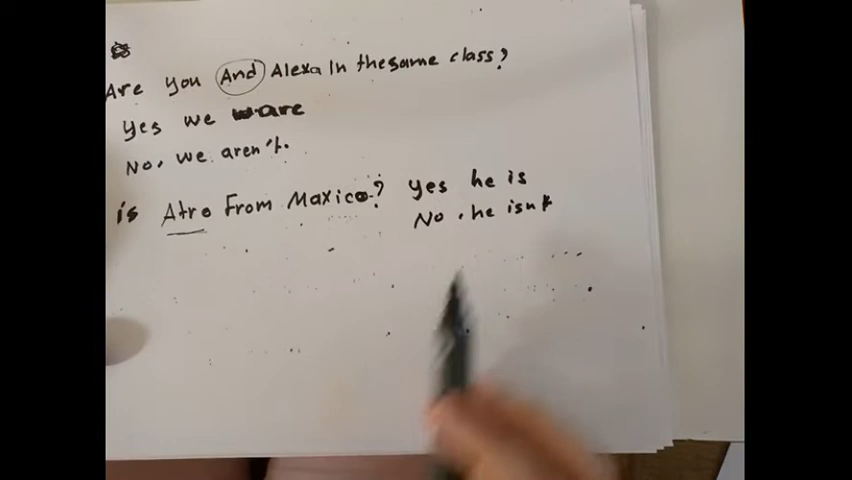 Are you And Alexa In the same class?
Yes we are
No, we aren't.
is Atro From Maxico? yes he is
No, he isn't